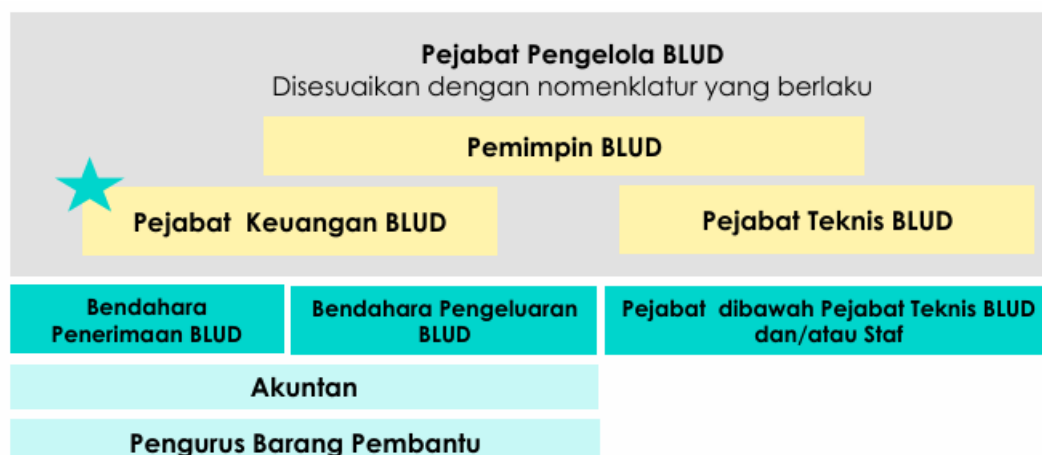 Pejabat Pengelola BLUD
Disesuaikan dengan nomenklatur yang berlaku
Pemimpin BLUD
Pejabat Keuangan BLUD
Pejabat Teknis BLUD
Bendahara
Penerimaan BLUD
Bendahara Pengeluaran
BLUD
Pejabat dibawah Pejabat Teknis BLUD
dan/atau Staf
Akuntan
Pengurus Barang Pembantu